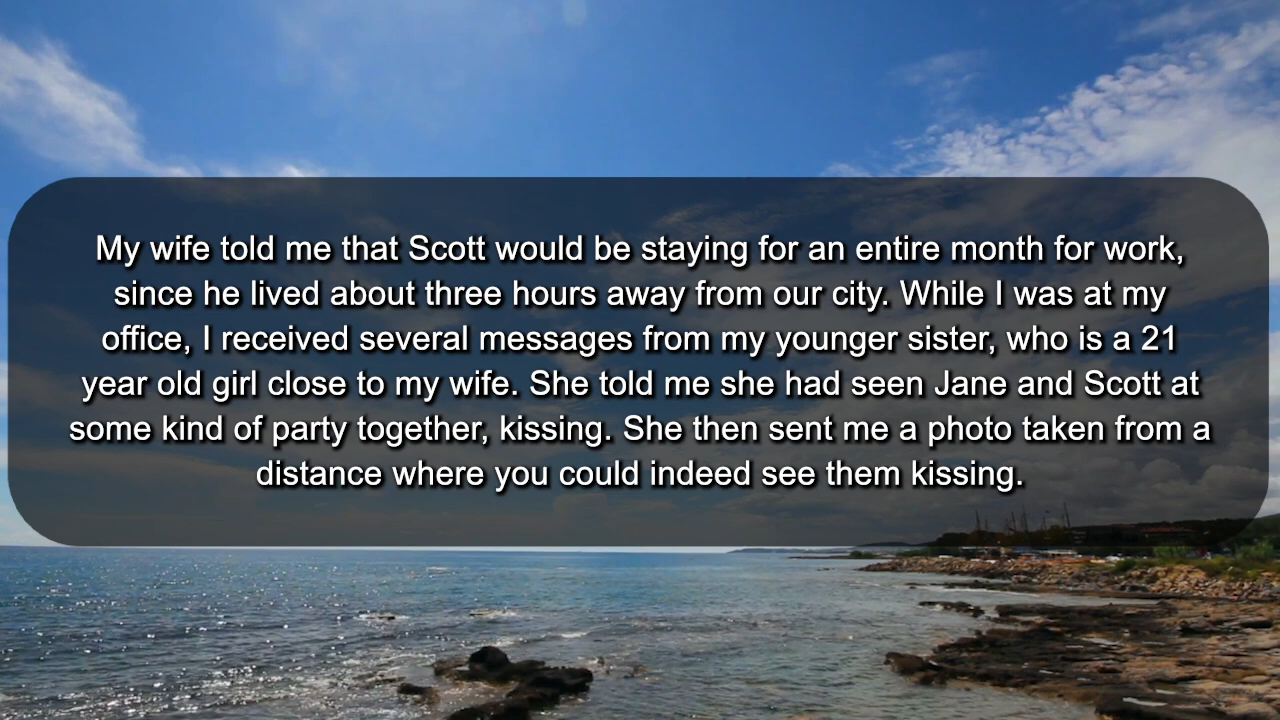 My wife told me that Scott would be staying for an entire month for work,
since he lived about three hours away from our city. While I was at my
office, I received several messages from my younger sister, who is a 21
year old girl close to my wife. She told me she had seen Jane and Scott at
some kind of party together, kissing. She then sent me a photo taken from a
distance where you could indeed see them kissing.